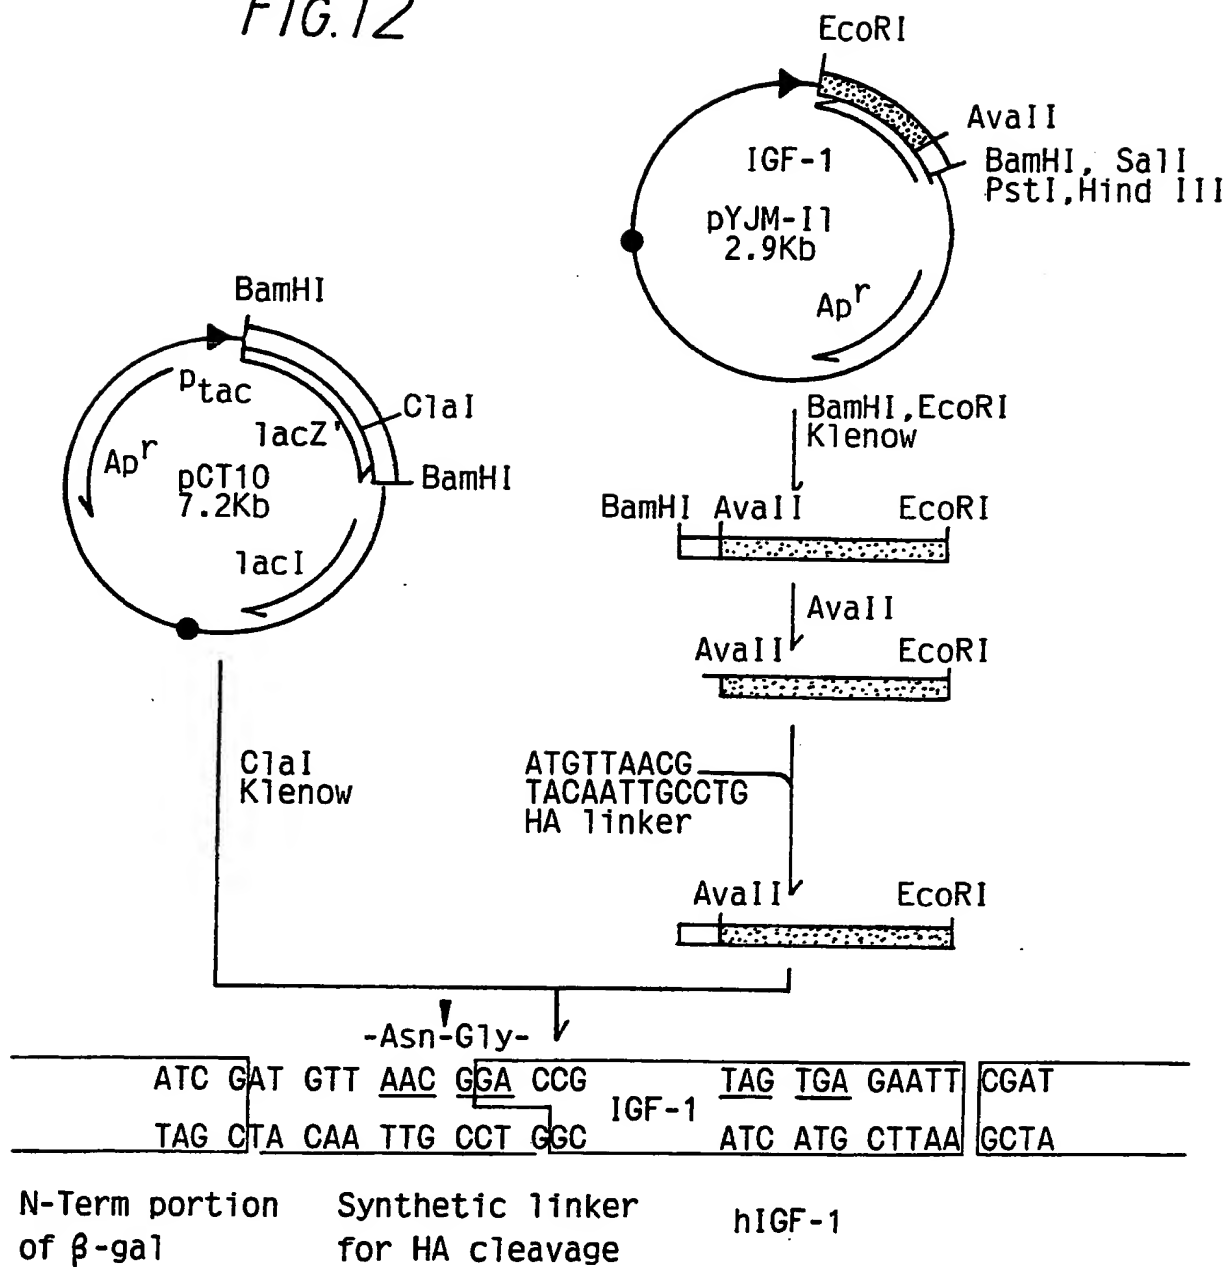 FIG.12
EcoRI
AvaII
BamHI, SalI
PstI,Hind III
IGF-1
pYJM-I1
2.9Kb
Apr
BamHI
Ptac
ClaI
lacZ'
BamHI
Apr
pCT10
7.2Kb
lacI
BamHI,EcoRI
Klenow
BamHI AvaII EcoRI
AvaII
AvaII EcoRI
ClaI
Klenow
ATGTTAACG
TACAATTGCCTG
HA linker
AvaII EcoRI
-Asn-Gly-
ATC GAT GTT AAC GGA CCG TAG TGA GAATT CGAT
IGF-1
TAG CTA CAA TTG CCT GGC ATC ATG CTTAA GCTA
N-Term portion
of β-gal
Synthetic linker
for HA cleavage
hIGF-1